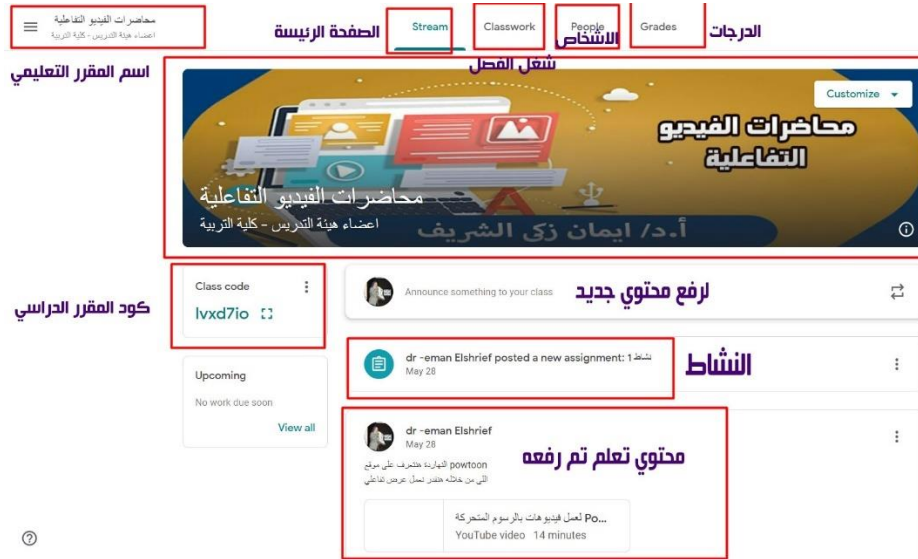 محاضرات الفيديو التفاعلية
اعضاء هيئة التدريس - كلية التربية
الصفحة الرئيسة
Stream
Classwork
People
Grades
الاشخاص
الدرجات
شغل الفصل
اسم المقرر التعليمي
Customize
محاضرات الفيديو
التفاعلية
محاضرات الفيديو التفاعلية
اعضاء هيئة التدريس - كلية التربية
أ.د/ ايمان زكى الشريف
Class code
lvxd7io
كود المقرر الدراسي
Announce something to your class
لرفع محتوي جديد
dr -eman Elshrief posted a new assignment: نشاط 1
May 28
النشاط
Upcoming
No work due soon
View all
dr -eman Elshrief
May 28
محتوي تعلم تم رفعه
powtoon النهاردة هنتعرف على موقع
اللي من خلاله هنقدر نعمل عرض تفاعلي
Po... لعمل فيديوهات بالرسوم المتحركة
YouTube video 14 minutes